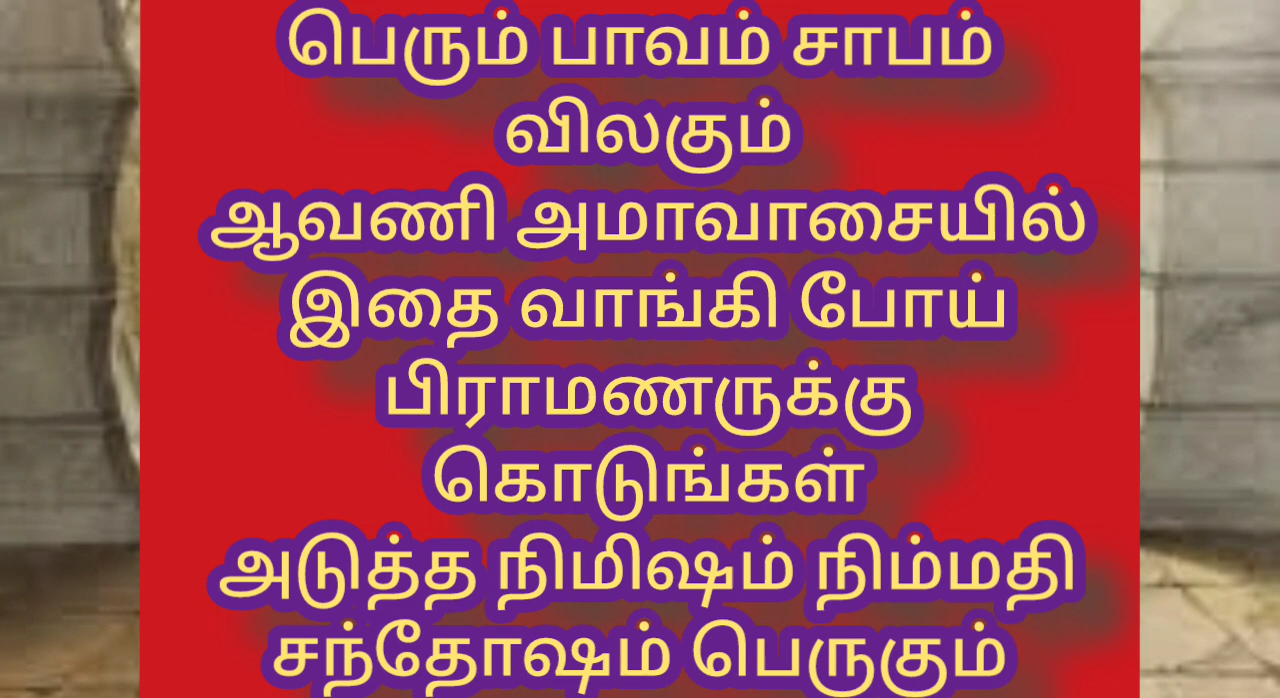 பெரும் பாவம் சாபம்
விலகும்
ஆவணி அமாவாசையில்
இதை வாங்கி போய்
பிராமணருக்கு
கொடுங்கள்
அடுத்த நிமிஷம் நிம்மதி
சந்தோஷம் பெருகும்